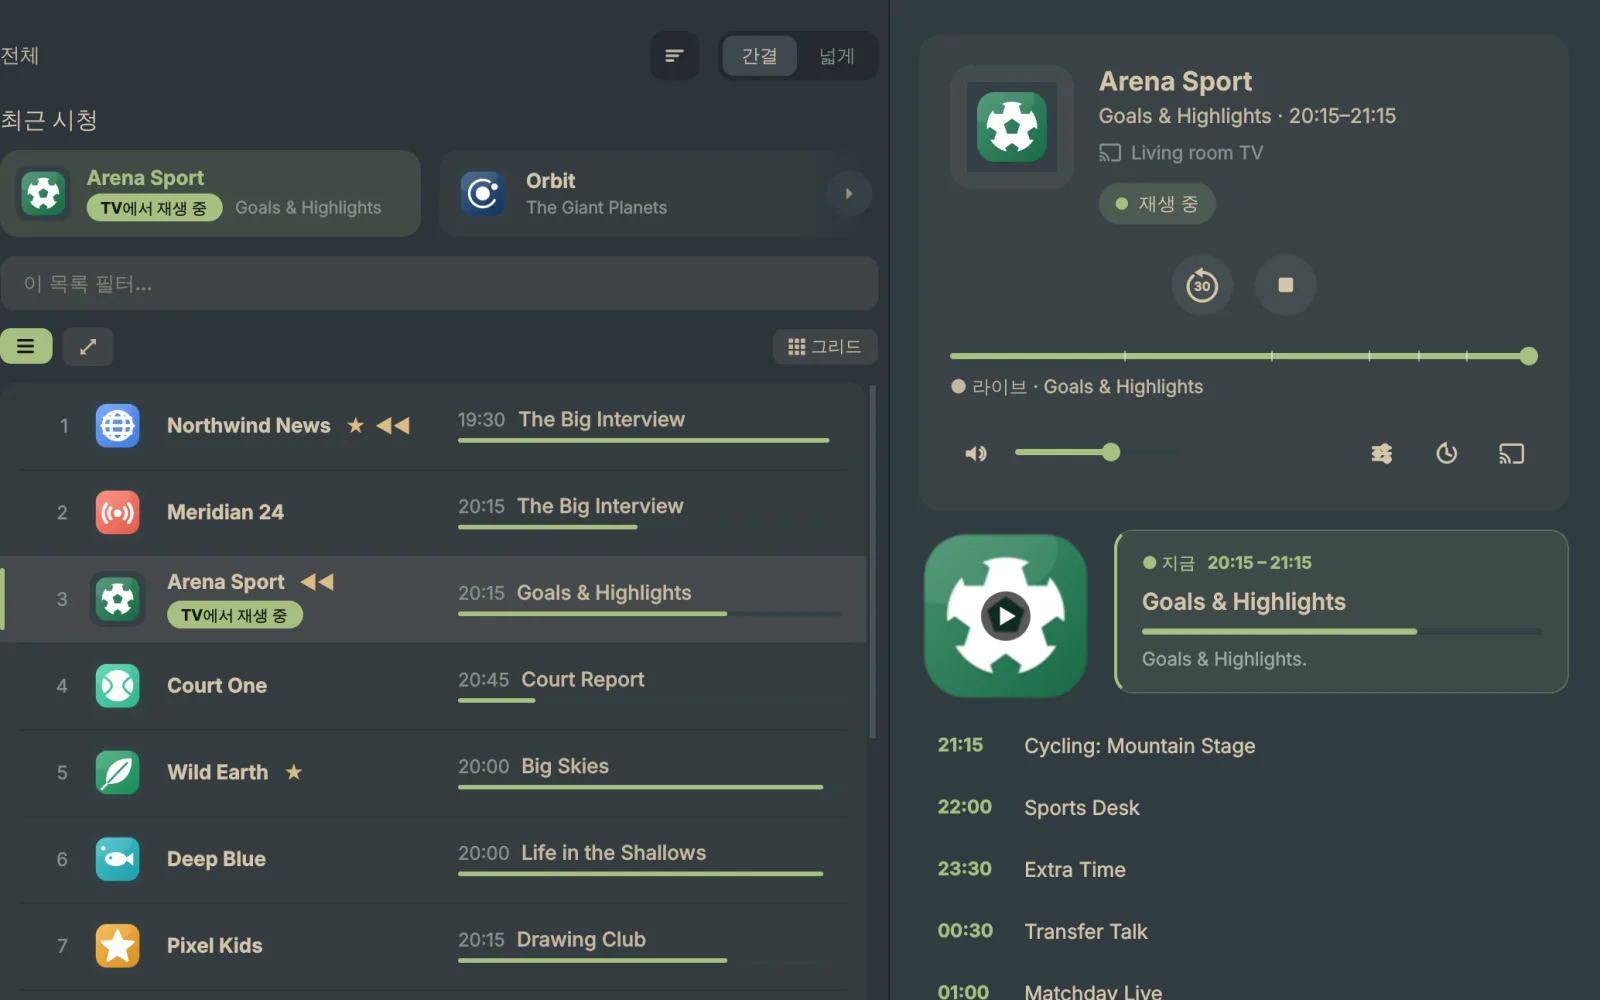 전체
간결
넓게
최근 시청
Arena Sport
TV에서 재생 중 Goals & Highlights
Orbit
The Giant Planets
이 목록 필터...
그리드
1 Northwind News 19:30 The Big Interview
2 Meridian 24 20:15 The Big Interview
3 Arena Sport 20:15 Goals & Highlights
TV에서 재생 중
4 Court One 20:45 Court Report
5 Wild Earth 20:00 Big Skies
6 Deep Blue 20:00 Life in the Shallows
7 Pixel Kids 20:15 Drawing Club
Arena Sport
Goals & Highlights · 20:15–21:15
Living room TV
재생 중
30
라이브 · Goals & Highlights
지금 20:15 – 21:15
Goals & Highlights
Goals & Highlights.
21:15 Cycling: Mountain Stage
22:00 Sports Desk
23:30 Extra Time
00:30 Transfer Talk
01:00 Matchday Live